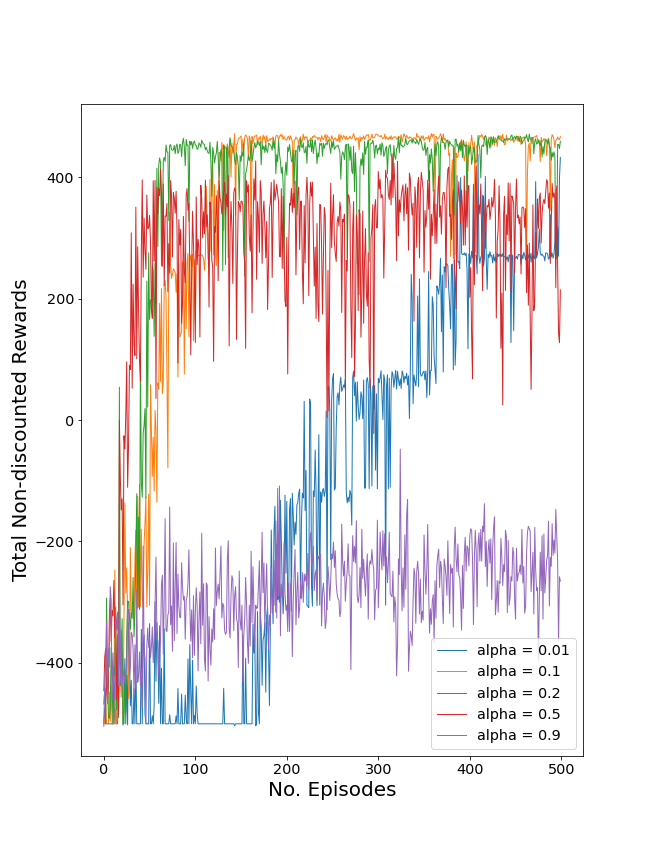 Total Non-discounted Rewards
400
200
0
−200
−400
0 100 200 300 400 500
No. Episodes
alpha = 0.01
alpha = 0.1
alpha = 0.2
alpha = 0.5
alpha = 0.9